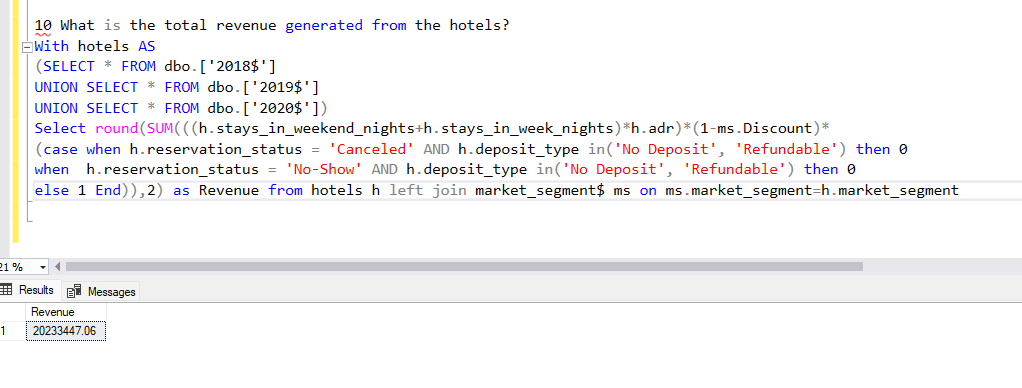 10 What is the total revenue generated from the hotels?
With hotels AS
(SELECT * FROM dbo.['2018$']
UNION SELECT * FROM dbo.['2019$']
UNION SELECT * FROM dbo.['2020$'])
Select round(SUM(((h.stays_in_weekend_nights+h.stays_in_week_nights)*h.adr)*(1-ms.Discount)*
(case when h.reservation_status = 'Canceled' AND h.deposit_type in('No Deposit', 'Refundable') then 0
when  h.reservation_status = 'No-Show' AND h.deposit_type in('No Deposit', 'Refundable') then 0
else 1 End)),2) as Revenue from hotels h left join market_segment$ ms on ms.market_segment=h.market_segment
21 %
Results Messages
Revenue
1 20233447.06